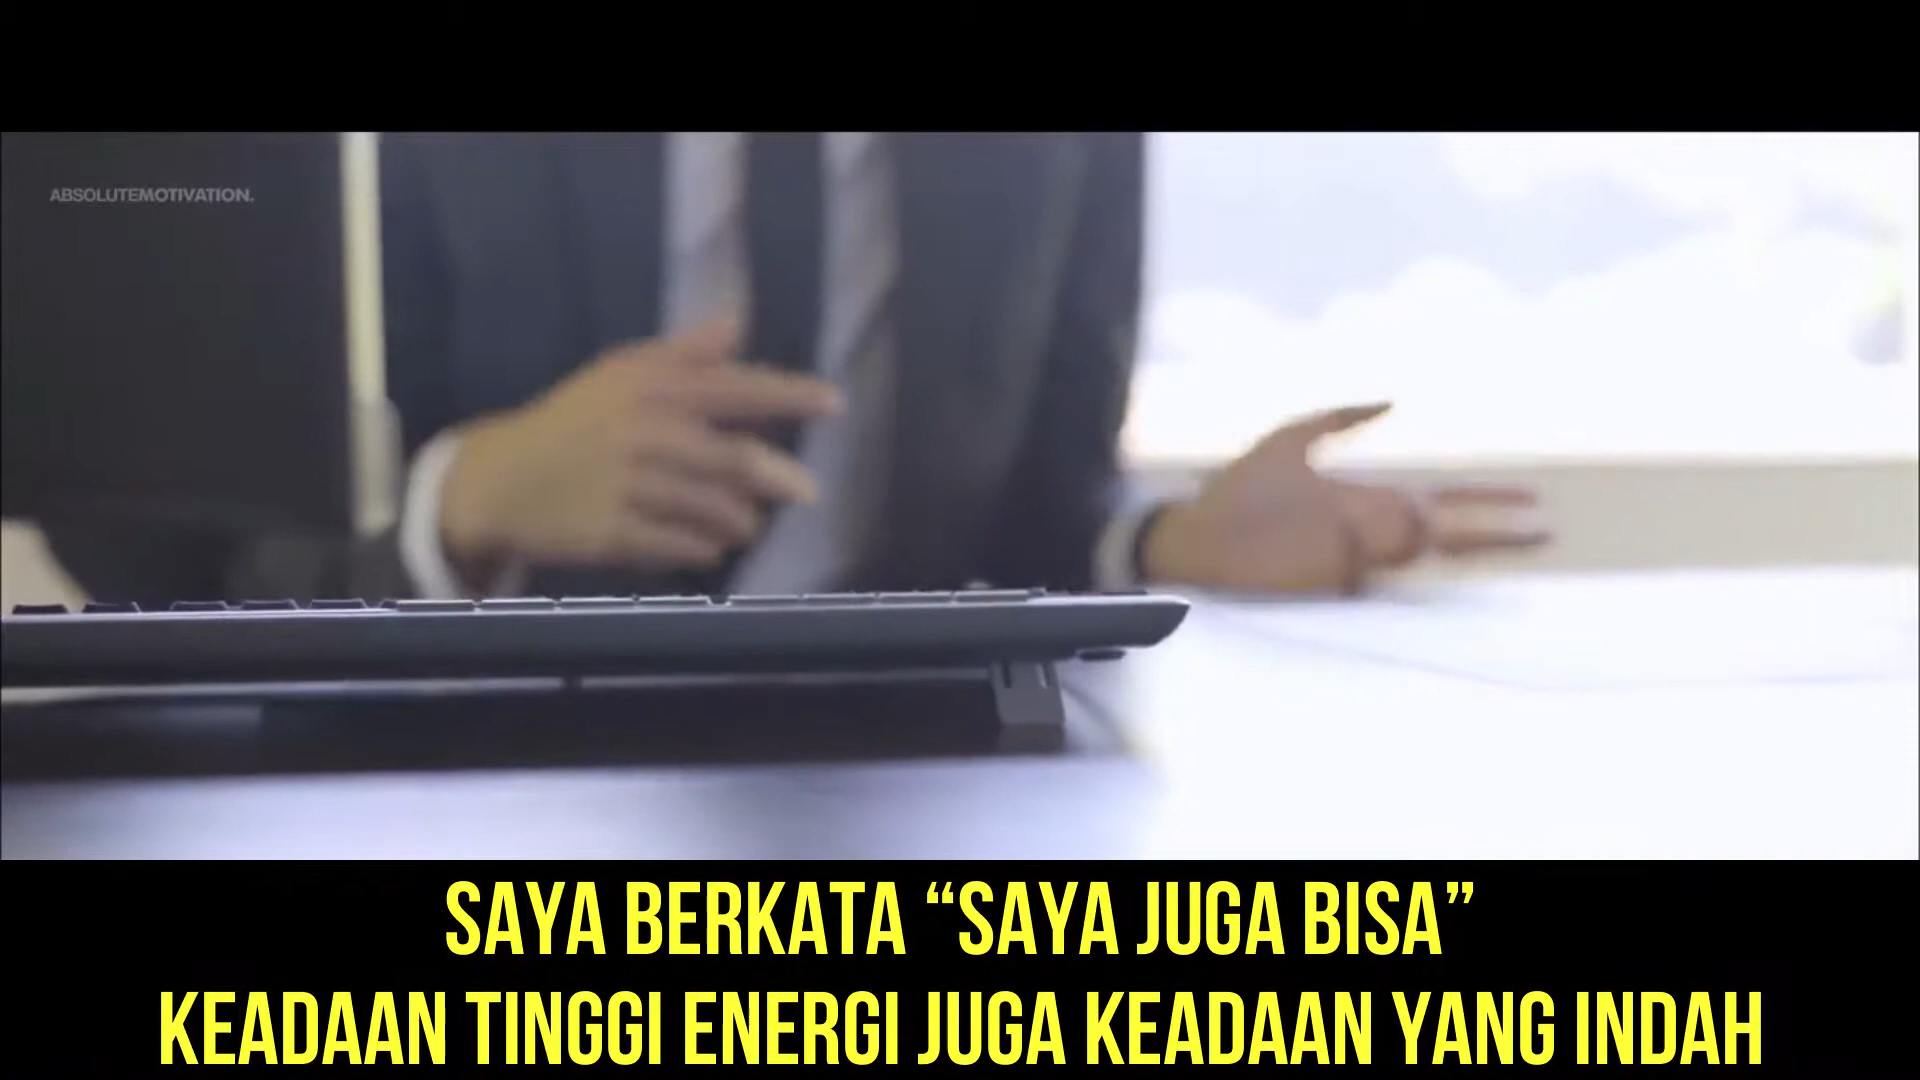 ABSOLUTEMOTIVATION.
SAYA BERKATA “SAYA JUGA BISA”
KEADAAN TINGGI ENERGI JUGA KEADAAN YANG INDAH